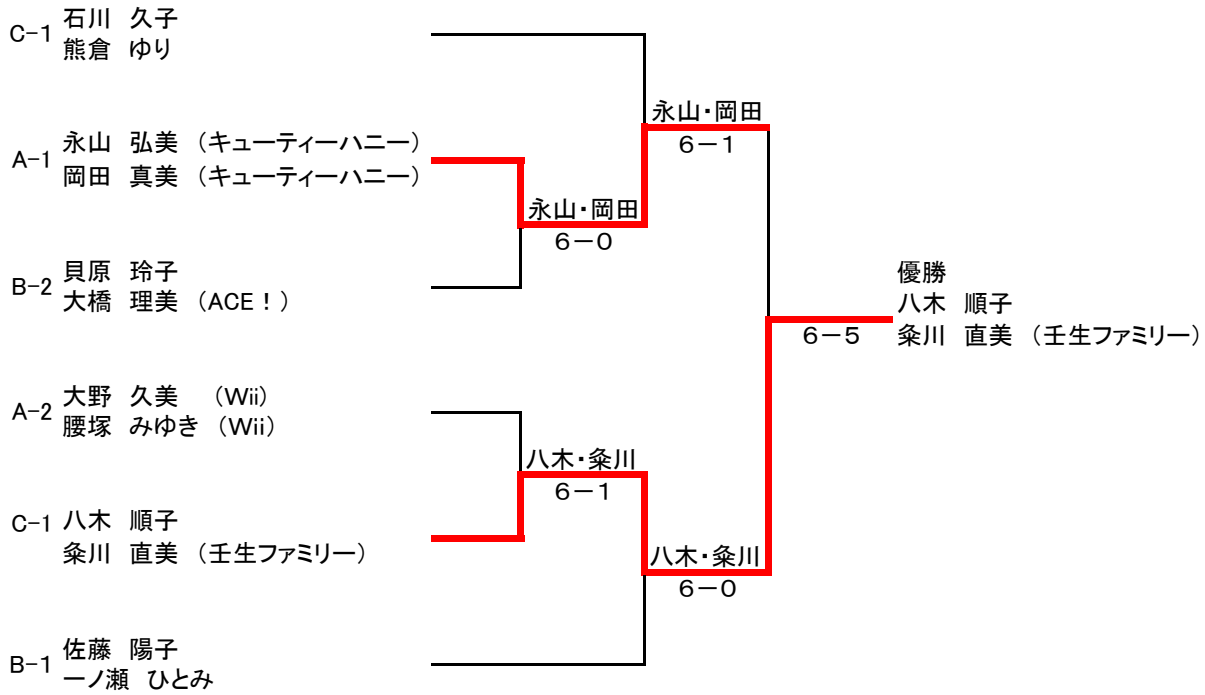 C-1 石川 久子
熊倉 ゆり
永山・岡田
6-1
A-1 永山 弘美 (キューティーハニー)
岡田 真美 (キューティーハニー)
永山・岡田
6-0
B-2 貝原 玲子
大橋 理美 (ACE!)
優勝
八木 順子
粂川 直美 (壬生ファミリー)
6-5
A-2 大野 久美 (Wii)
腰塚 みゆき (Wii)
八木・粂川
6-1
C-1 八木 順子
粂川 直美 (壬生ファミリー)
八木・粂川
6-0
B-1 佐藤 陽子
一ノ瀬 ひとみ